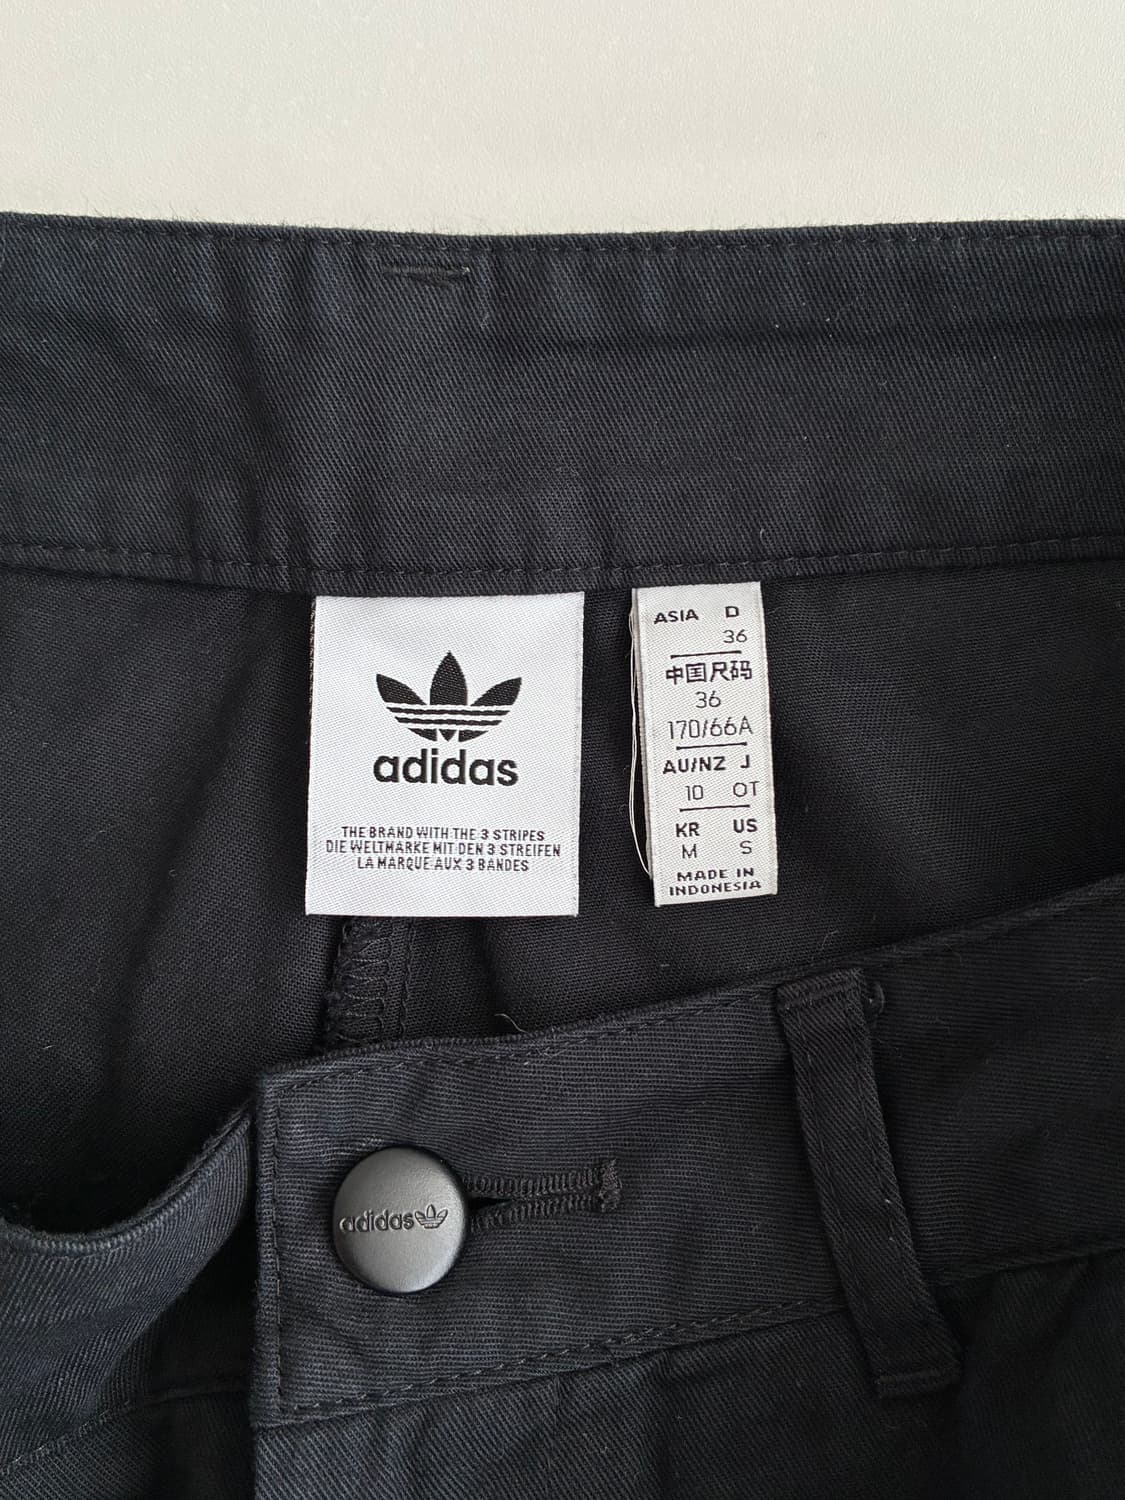 adidas
THE BRAND WITH THE 3 STRIPES
DIE WELTMARKE MIT DEN 3 STREIFEN
LA MARQUE AUX 3 BANDES
ASIA D
36
中国尺码
36
170/66A
AU/NZ J
10 OT
KR US
M S
MADE IN
INDONESIA
adidas